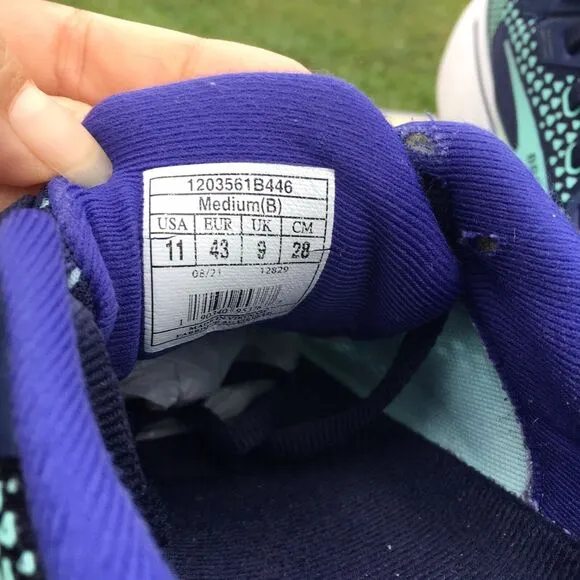 1203561B446
Medium(B)
USA EUR UK CM
11 43 9 28
08/21 12829